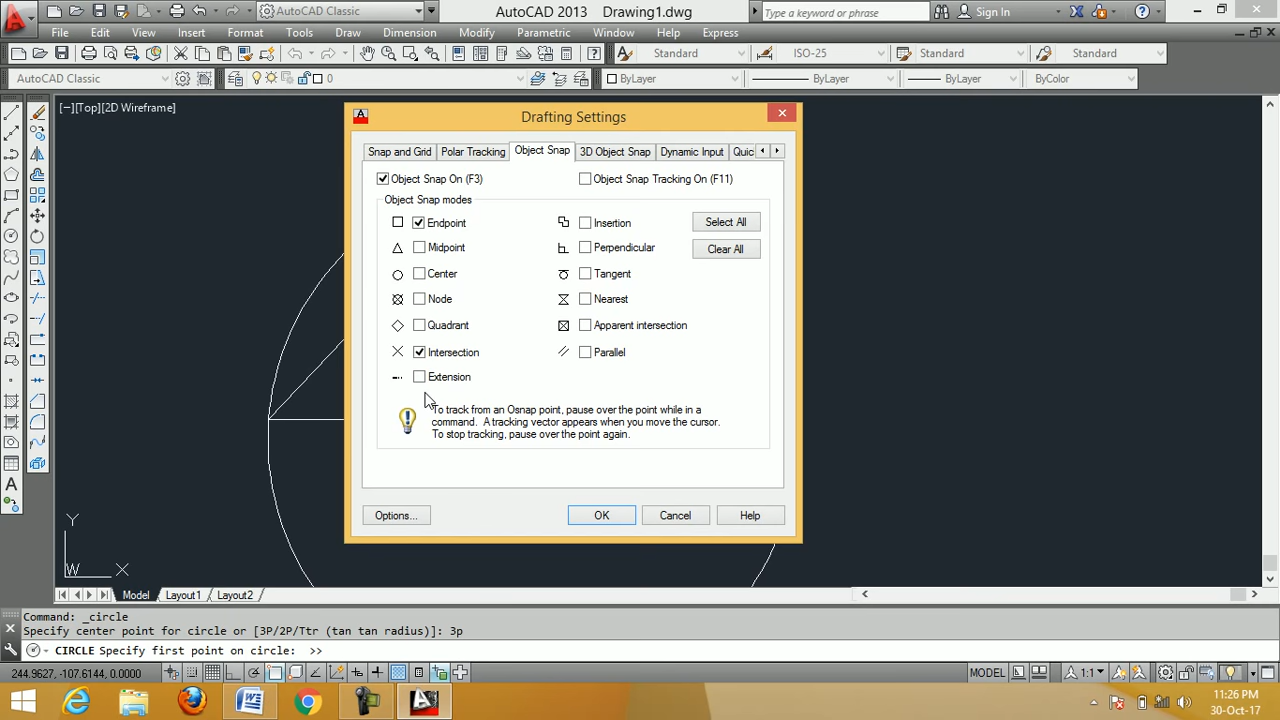 AutoCAD Classic
AutoCAD 2013 Drawing1.dwg
Type a keyword or phrase
Sign In
File Edit View Insert Format Tools Draw Dimension Modify Parametric Window Help Express
Standard ISO-25 Standard Standard
AutoCAD Classic 0 ByLayer ByLayer ByLayer ByColor
[−][Top][2D Wireframe]
Drafting Settings
Snap and Grid Polar Tracking Object Snap 3D Object Snap Dynamic Input Quic
Object Snap On (F3) Object Snap Tracking On (F11)
Object Snap modes
Endpoint Insertion Select All
Midpoint Perpendicular Clear All
Center Tangent
Node Nearest
Quadrant Apparent intersection
Intersection Parallel
Extension
To track from an Osnap point, pause over the point while in a
command. A tracking vector appears when you move the cursor.
To stop tracking, pause over the point again.
Options... OK Cancel Help
Y
W X
Model Layout1 Layout2
Command: _circle
Specify center point for circle or [3P/2P/Ttr (tan tan radius)]: 3p
CIRCLE Specify first point on circle: >>
244.9627, -107.6144, 0.0000 MODEL 1:1
11:26 PM
30-Oct-17